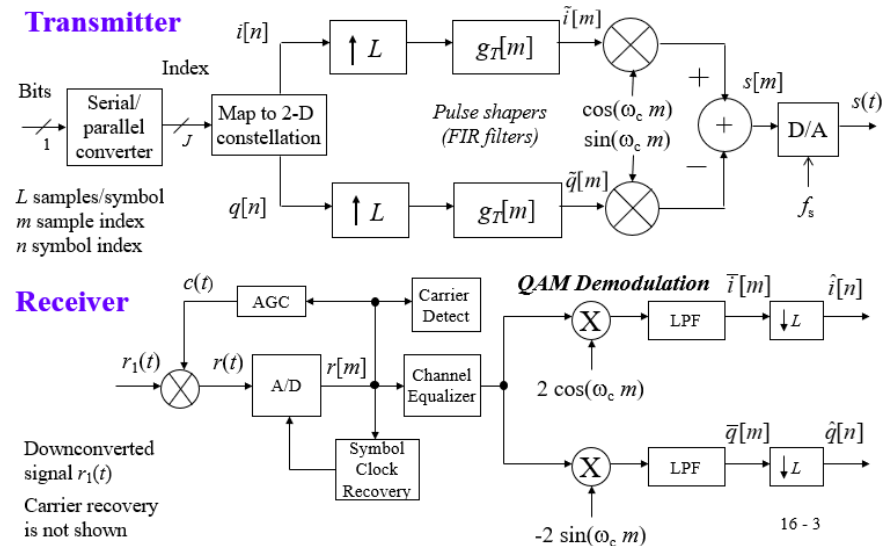 Transmitter
i[n]
↑ L
g_T[m]
ĩ[m]
Index
Bits
1
Serial/
parallel
converter
J
Map to 2-D
constellation
Pulse shapers
(FIR filters)
cos(ω_c m)
sin(ω_c m)
+
+
−
s[m]
D/A
s(t)
f_s
L samples/symbol
m sample index
n symbol index
q[n]
↑ L
g_T[m]
q̃[m]
Receiver
c(t)
AGC
Carrier
Detect
QAM Demodulation
r₁(t)
r(t)
A/D
r[m]
Channel
Equalizer
Symbol
Clock
Recovery
X
2 cos(ω_c m)
LPF
i̅[m]
↓L
î[n]
X
-2 sin(ω_c m)
LPF
q̅[m]
↓L
q̂[n]
Downconverted
signal r₁(t)
Carrier recovery
is not shown
16 - 3